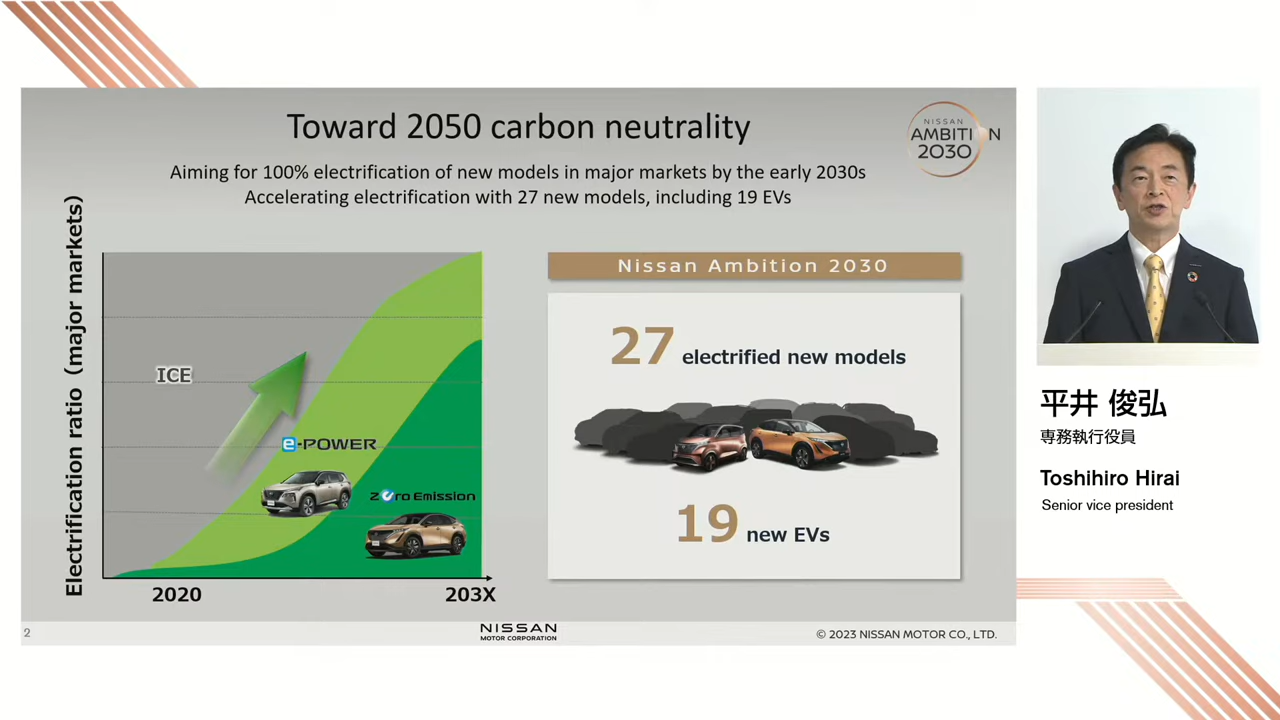 Toward 2050 carbon neutrality
NISSAN
AMBITION
2030
Aiming for 100% electrification of new models in major markets by the early 2030s
Accelerating electrification with 27 new models, including 19 EVs
Electrification ratio (major markets)
ICE
e-POWER
Zero Emission
2020
203X
Nissan Ambition 2030
27 electrified new models
19 new EVs
2
NISSAN
MOTOR CORPORATION
© 2023 NISSAN MOTOR CO., LTD.
平井 俊弘
専務執行役員
Toshihiro Hirai
Senior vice president